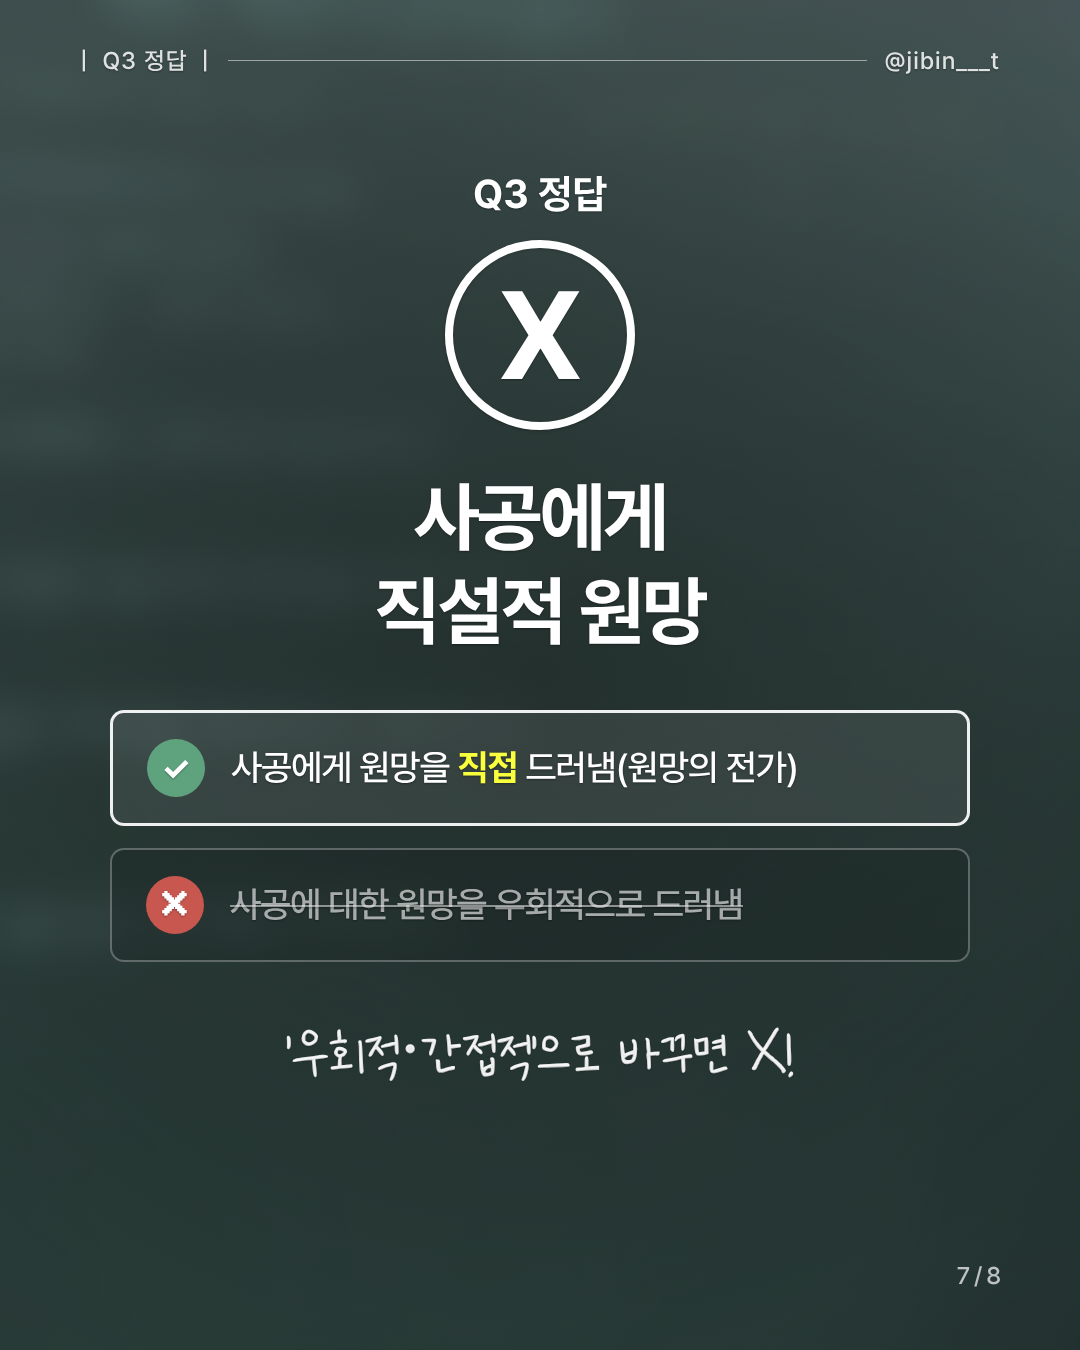 | Q3 정답 |
@jibin___t
Q3 정답
X
사공에게
직설적 원망
사공에게 원망을 직접 드러냄(원망의 전가)
사공에 대한 원망을 우회적으로 드러냄
'우회적•간접적'으로 바꾸면 X!
7/8